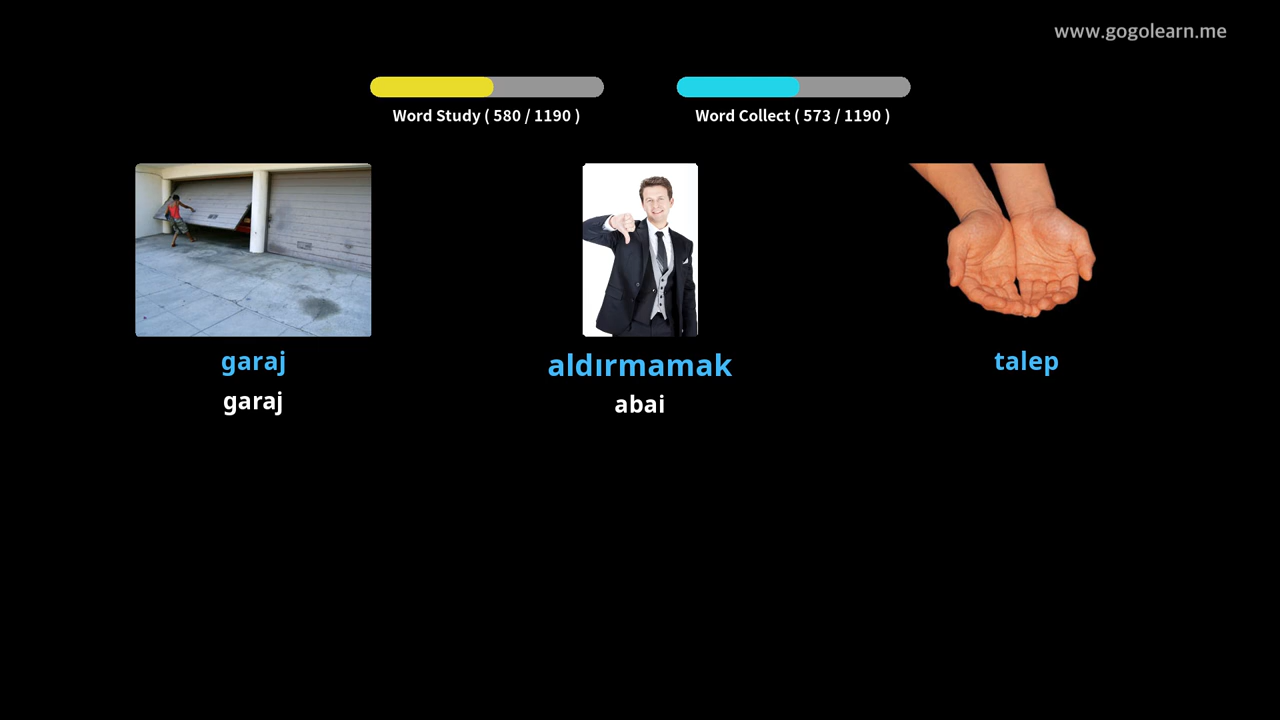 www.gogolearn.me
Word Study ( 580 / 1190 )
Word Collect ( 573 / 1190 )
garaj
garaj
aldırmamak
abai
talep